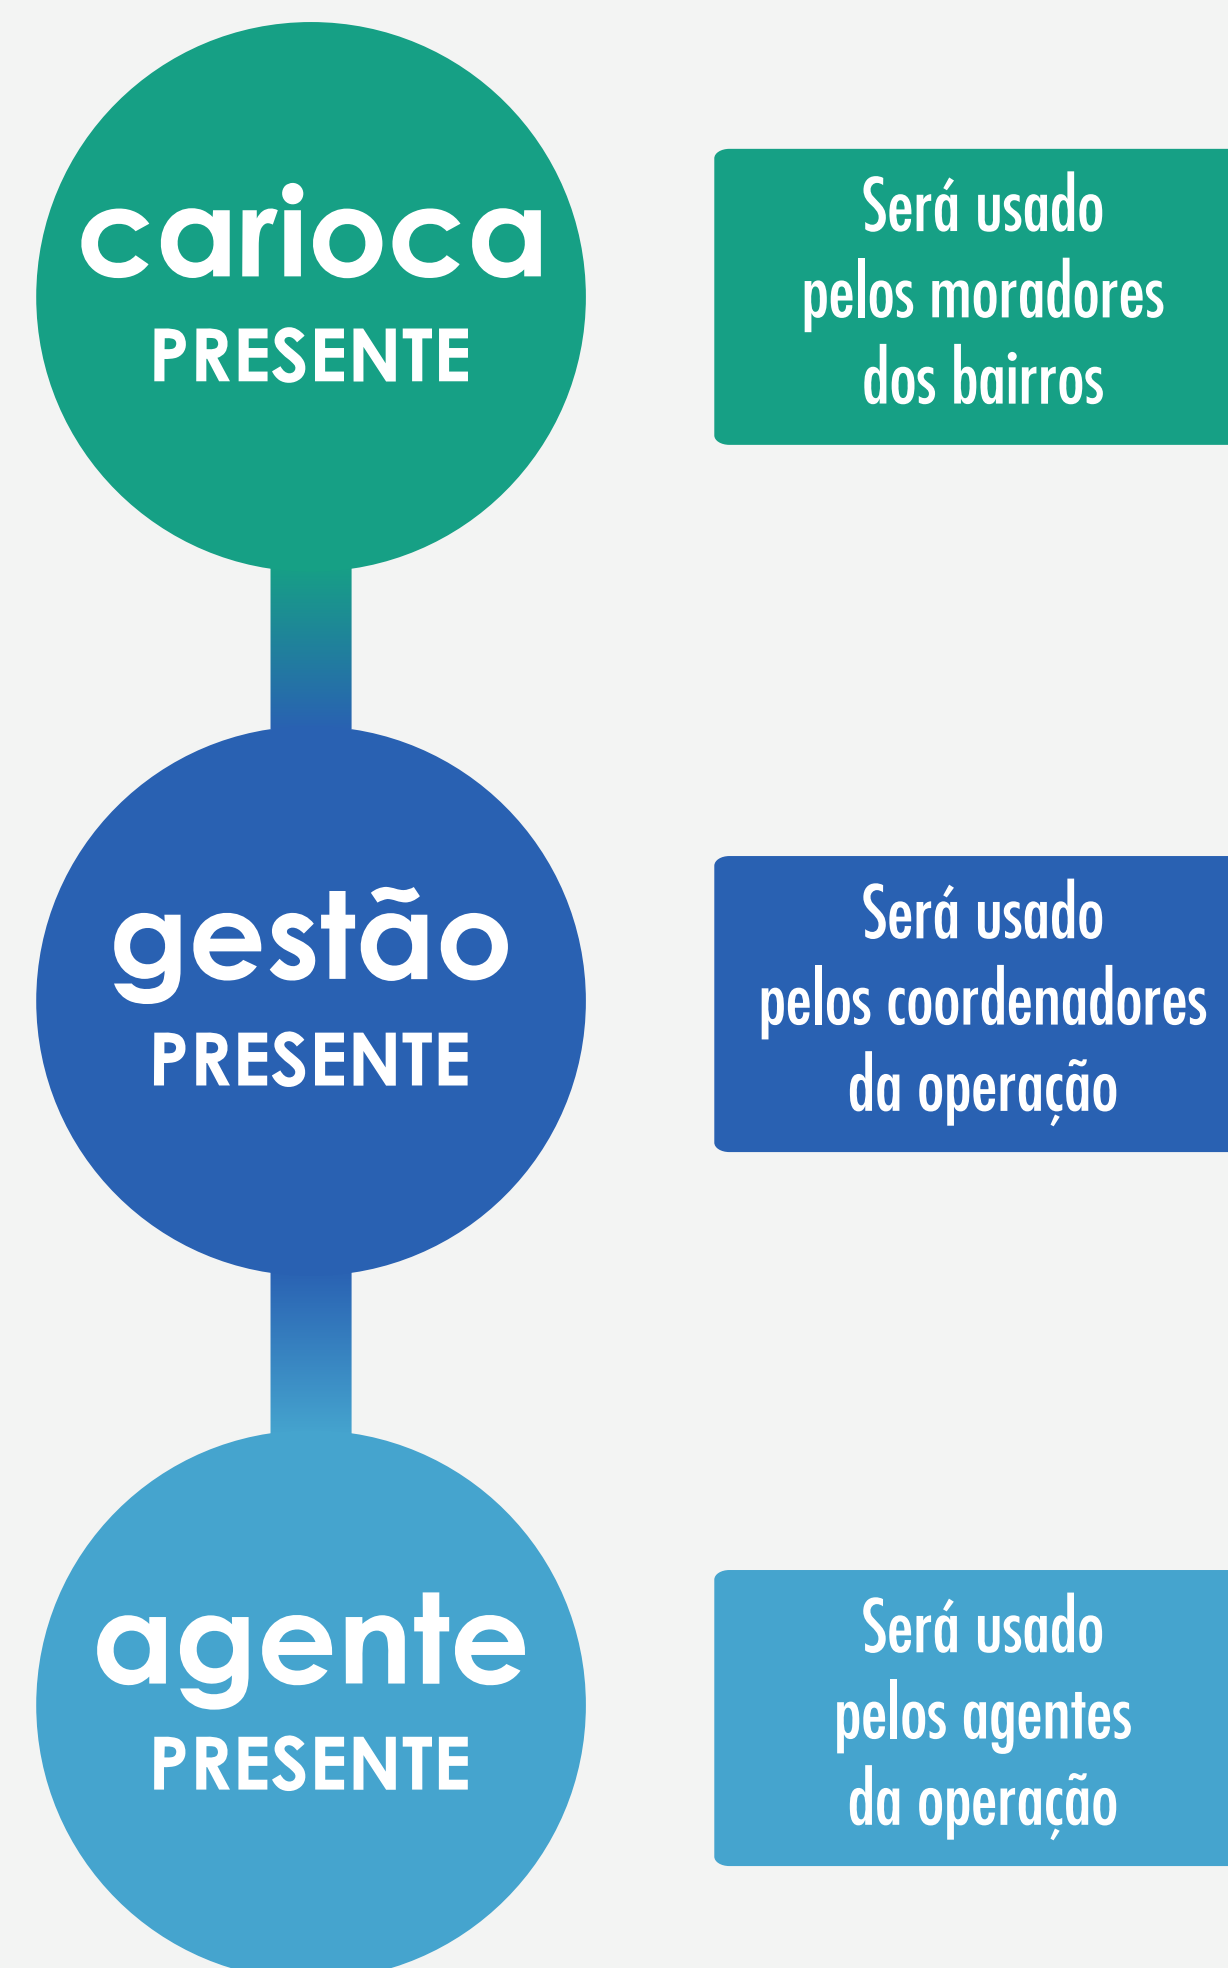 carioca
PRESENTE
Será usado
pelos moradores
dos bairros
gestão
PRESENTE
Será usado
pelos coordenadores
da operação
agente
PRESENTE
Será usado
pelos agentes
da operação